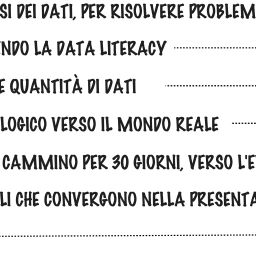 SI DEI DATI, PER RISOLVERE PROBLEM
NDO LA DATA LITERACY
E QUANTITÀ DI DATI
LOGICO VERSO IL MONDO REALE
CAMMINO PER 30 GIORNI, VERSO L'E
LI CHE CONVERGONO NELLA PRESENTA